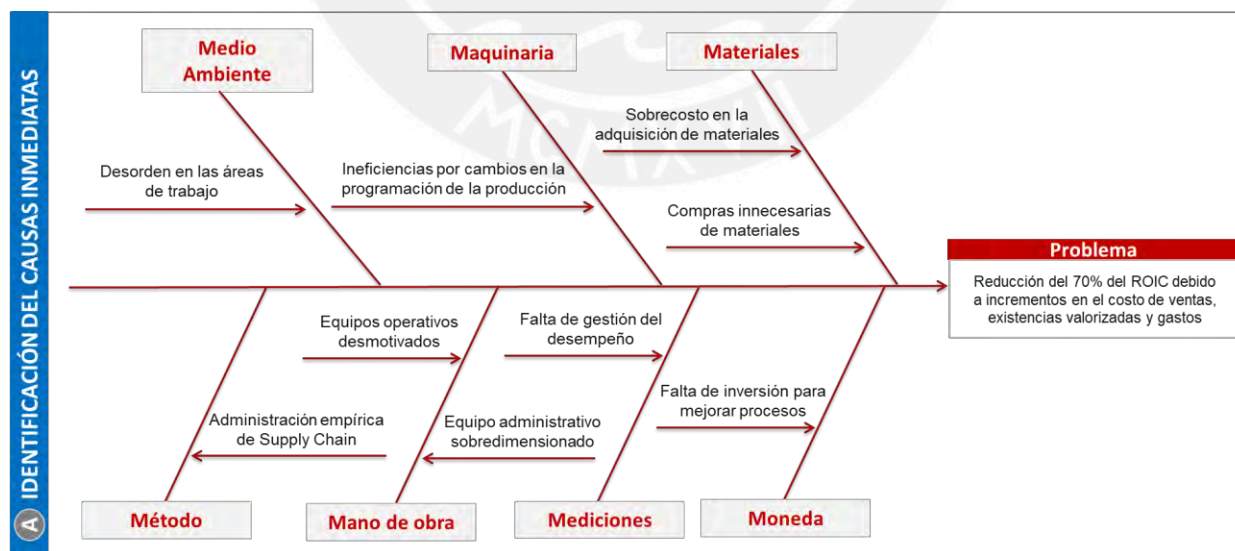 A IDENTIFICACIÓN DEL CAUSAS INMEDIATAS
MCMXVII
Medio
Ambiente
Maquinaria
Materiales
Sobrecosto en la
adquisición de materiales
Desorden en las áreas
de trabajo
Ineficiencias por cambios en la
programación de la producción
Compras innecesarias
de materiales
Problema
Reducción del 70% del ROIC debido
a incrementos en el costo de ventas,
existencias valorizadas y gastos
Equipos operativos
desmotivados
Falta de gestión del
desempeño
Falta de inversión para
mejorar procesos
Administración empírica
de Supply Chain
Equipo administrativo
sobredimensionado
Método
Mano de obra
Mediciones
Moneda